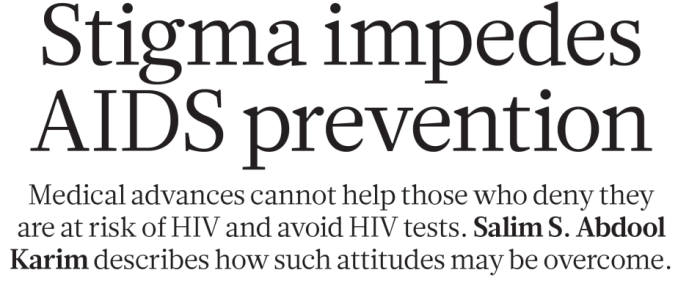 Stigma impedes
AIDS prevention
Medical advances cannot help those who deny they
are at risk of HIV and avoid HIV tests. Salim S. Abdool
Karim describes how such attitudes may be overcome.